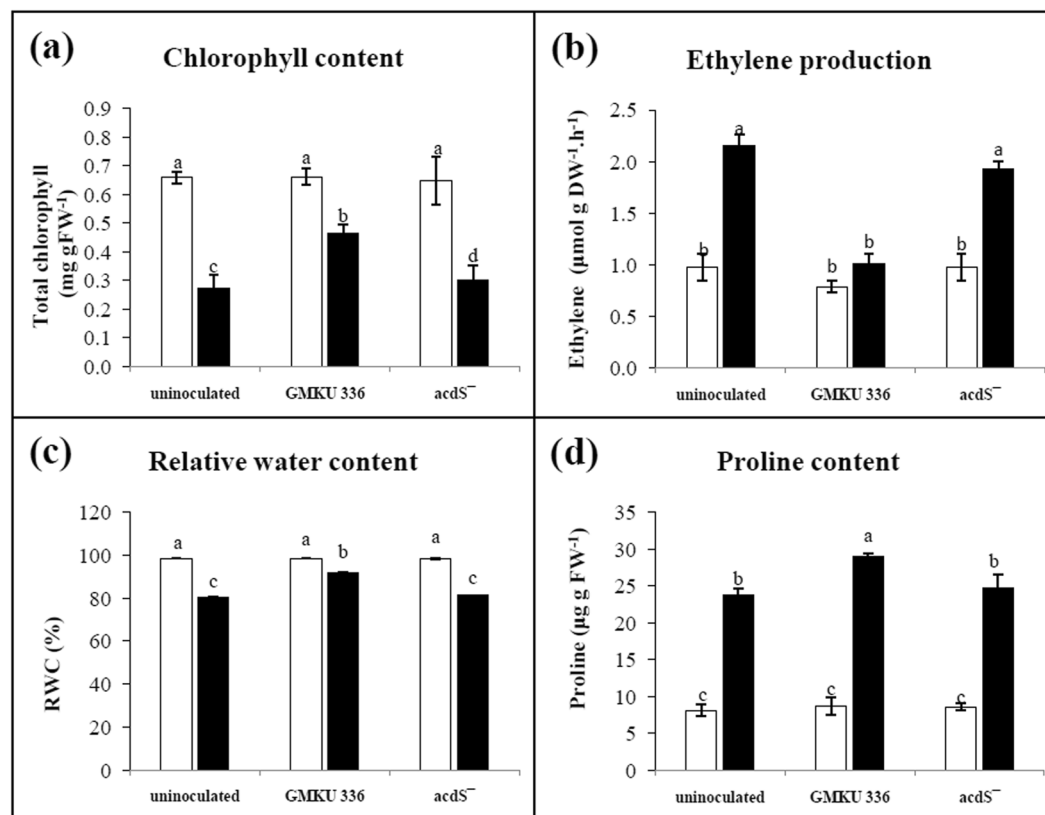 (a)
Chlorophyll content
Total chlorophyll
(mg gFW⁻¹)
0.9
0.8
0.7
0.6
0.5
0.4
0.3
0.2
0.1
0.0
a
c
a
b
a
d
uninoculated
GMKU 336
acdS⁻
(b)
Ethylene production
Ethylene (µmol g DW⁻¹.h⁻¹)
2.5
2.0
1.5
1.0
0.5
0.0
b
a
b
b
b
a
uninoculated
GMKU 336
acdS⁻
(c)
Relative water content
RWC (%)
120
100
80
60
40
20
0
a
c
a
b
a
c
uninoculated
GMKU 336
acdS⁻
(d)
Proline content
Proline (µg g FW⁻¹)
35
30
25
20
15
10
5
0
c
b
c
a
c
b
uninoculated
GMKU 336
acdS⁻